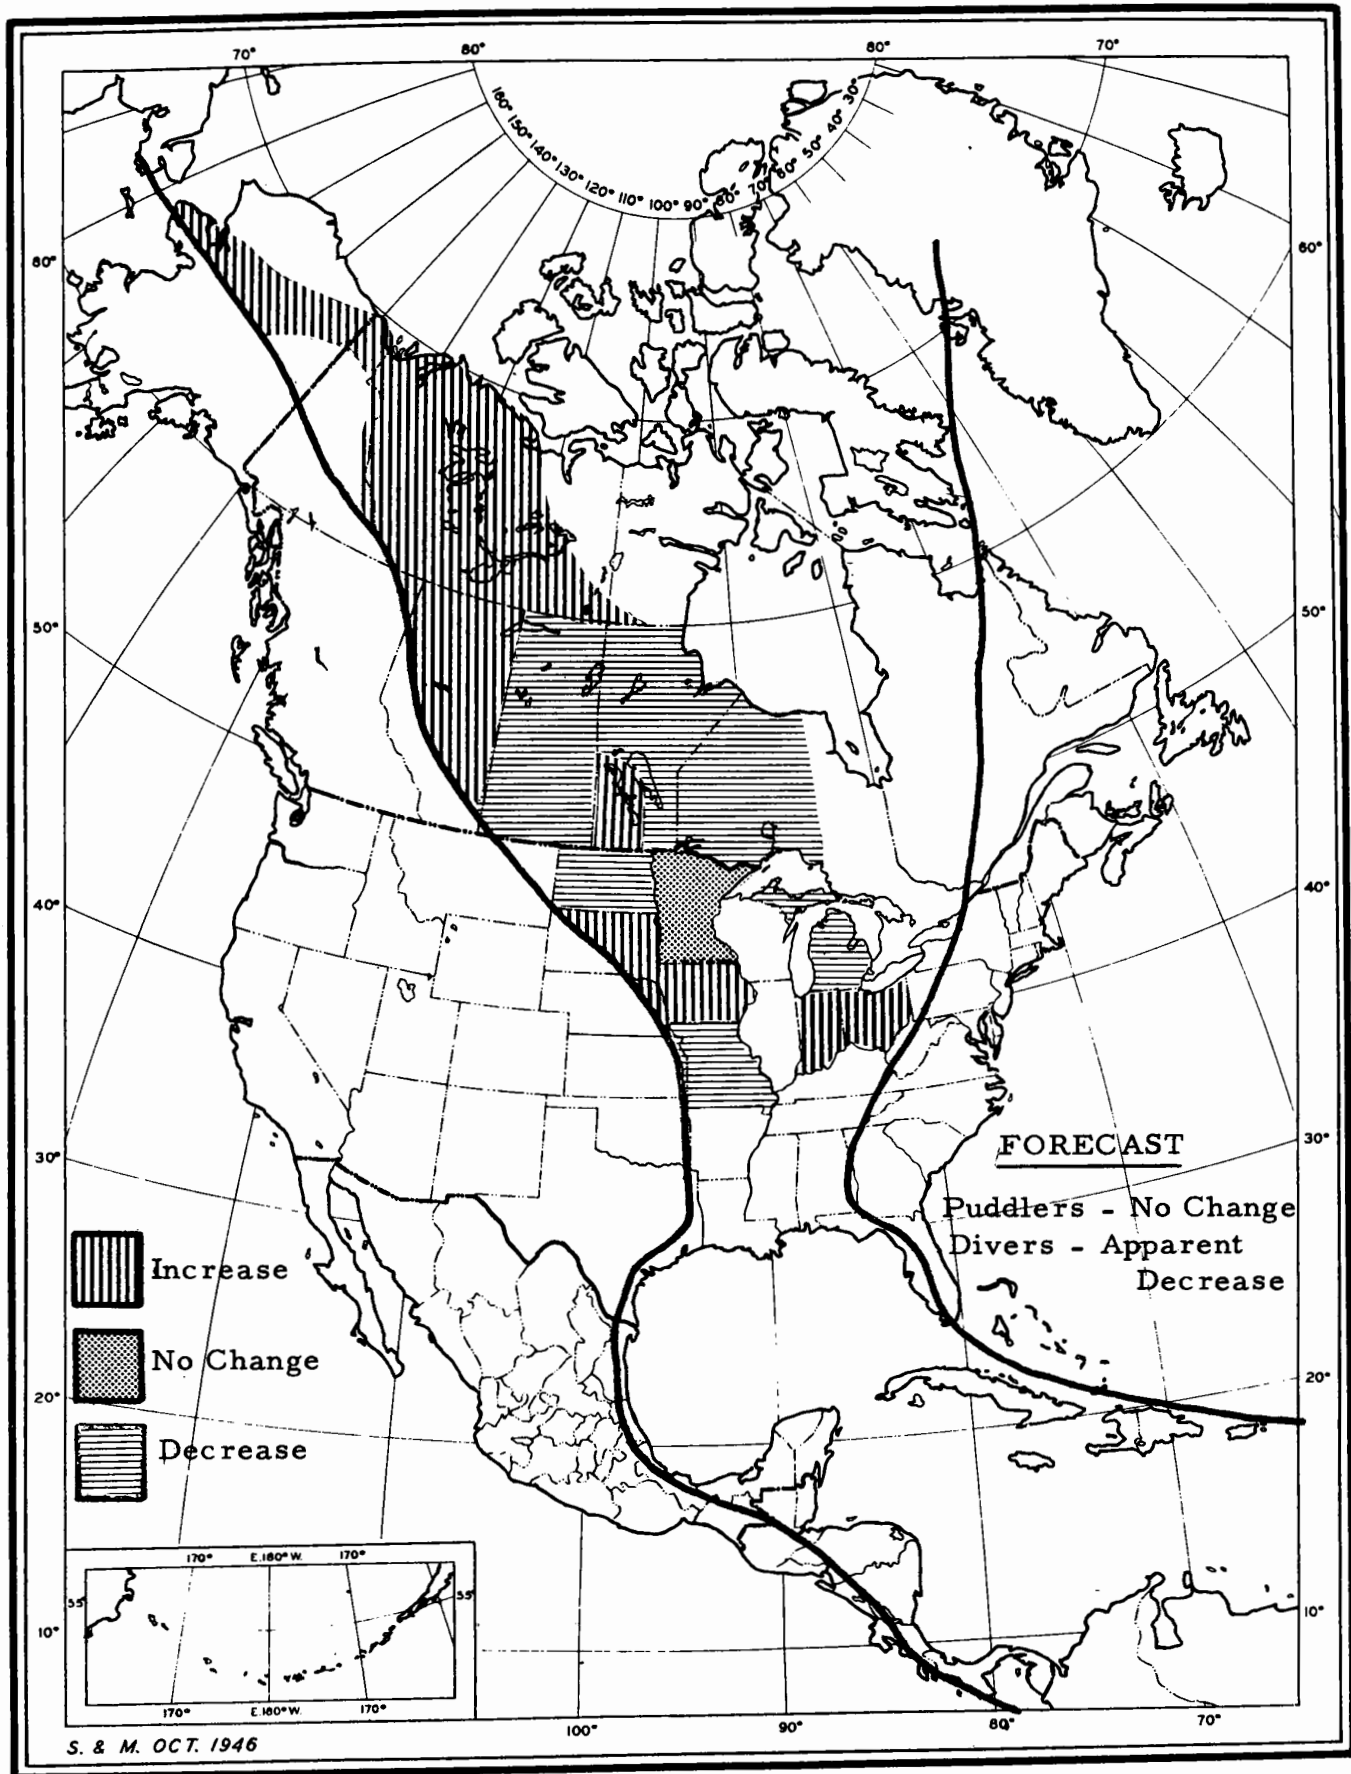 70° 80° 80° 70°
160° 150° 140° 130° 120° 110° 100° 90° 80° 70° 60° 50° 40° 30°
60° 60°
50° 50°
40° 40°
30° 30°
FORECAST
Puddlers - No Change
Divers - Apparent
Decrease
Increase
No Change
Decrease
20° 20°
170° E.180°W. 170°
55 55
10° 10°
170° E.180°W. 170°
100° 90° 80° 70°
S. & M. OCT. 1946